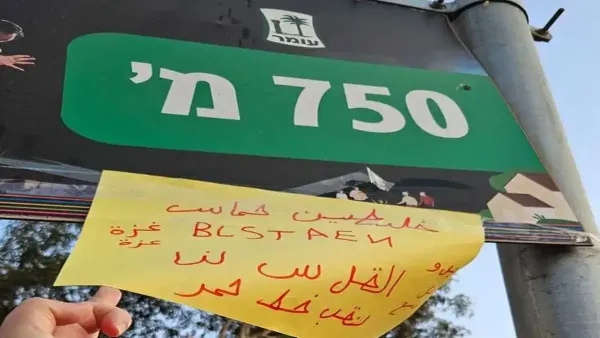 עומר
750 מ'
فلسطين حماس
BLSTAEN
غزة
غزة
القدس لنا